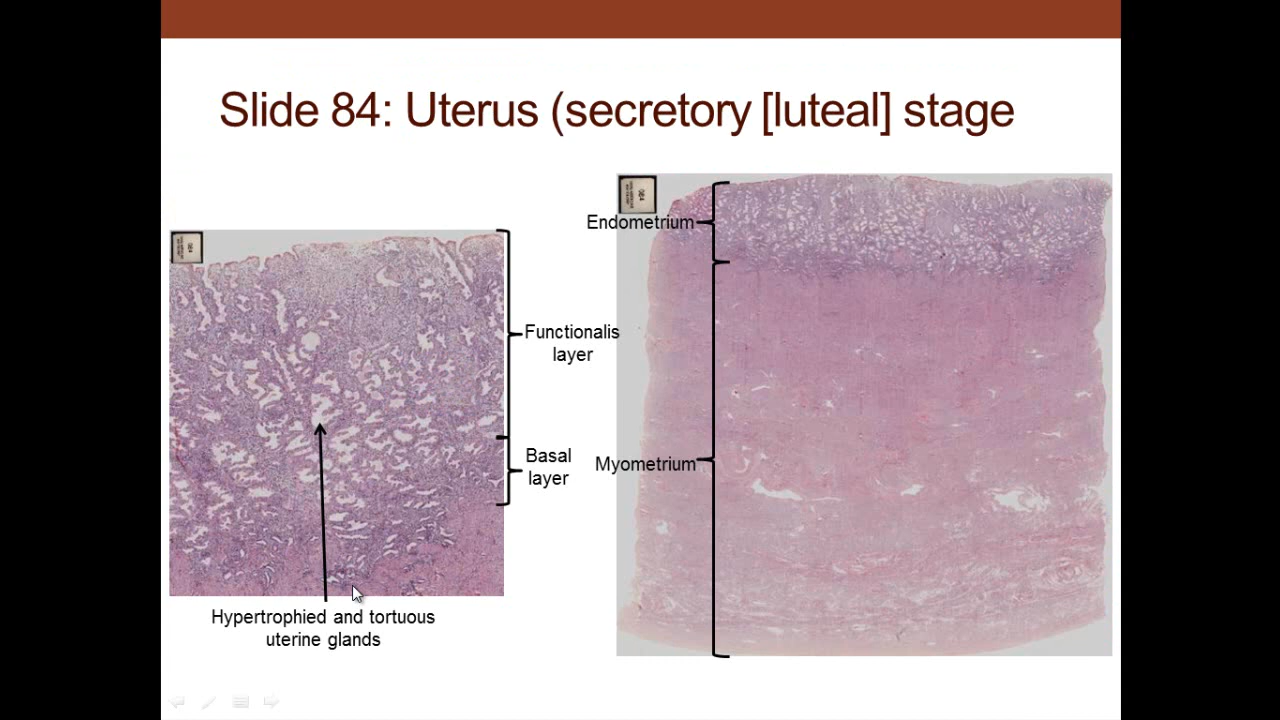 Slide 84: Uterus (secretory [luteal] stage
Endometrium
Functionalis
layer
Basal
layer
Myometrium
Hypertrophied and tortuous
uterine glands